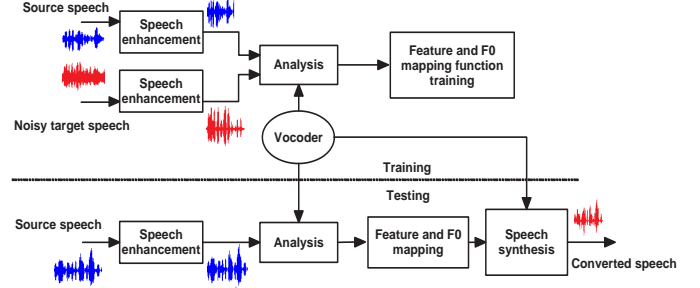 Source speech
Speech
enhancement
Analysis
Feature and F0
mapping function
training
Speech
enhancement
Noisy target speech
Vocoder
Training
Testing
Source speech
Speech
enhancement
Analysis
Feature and F0
mapping
Speech
synthesis
Converted speech